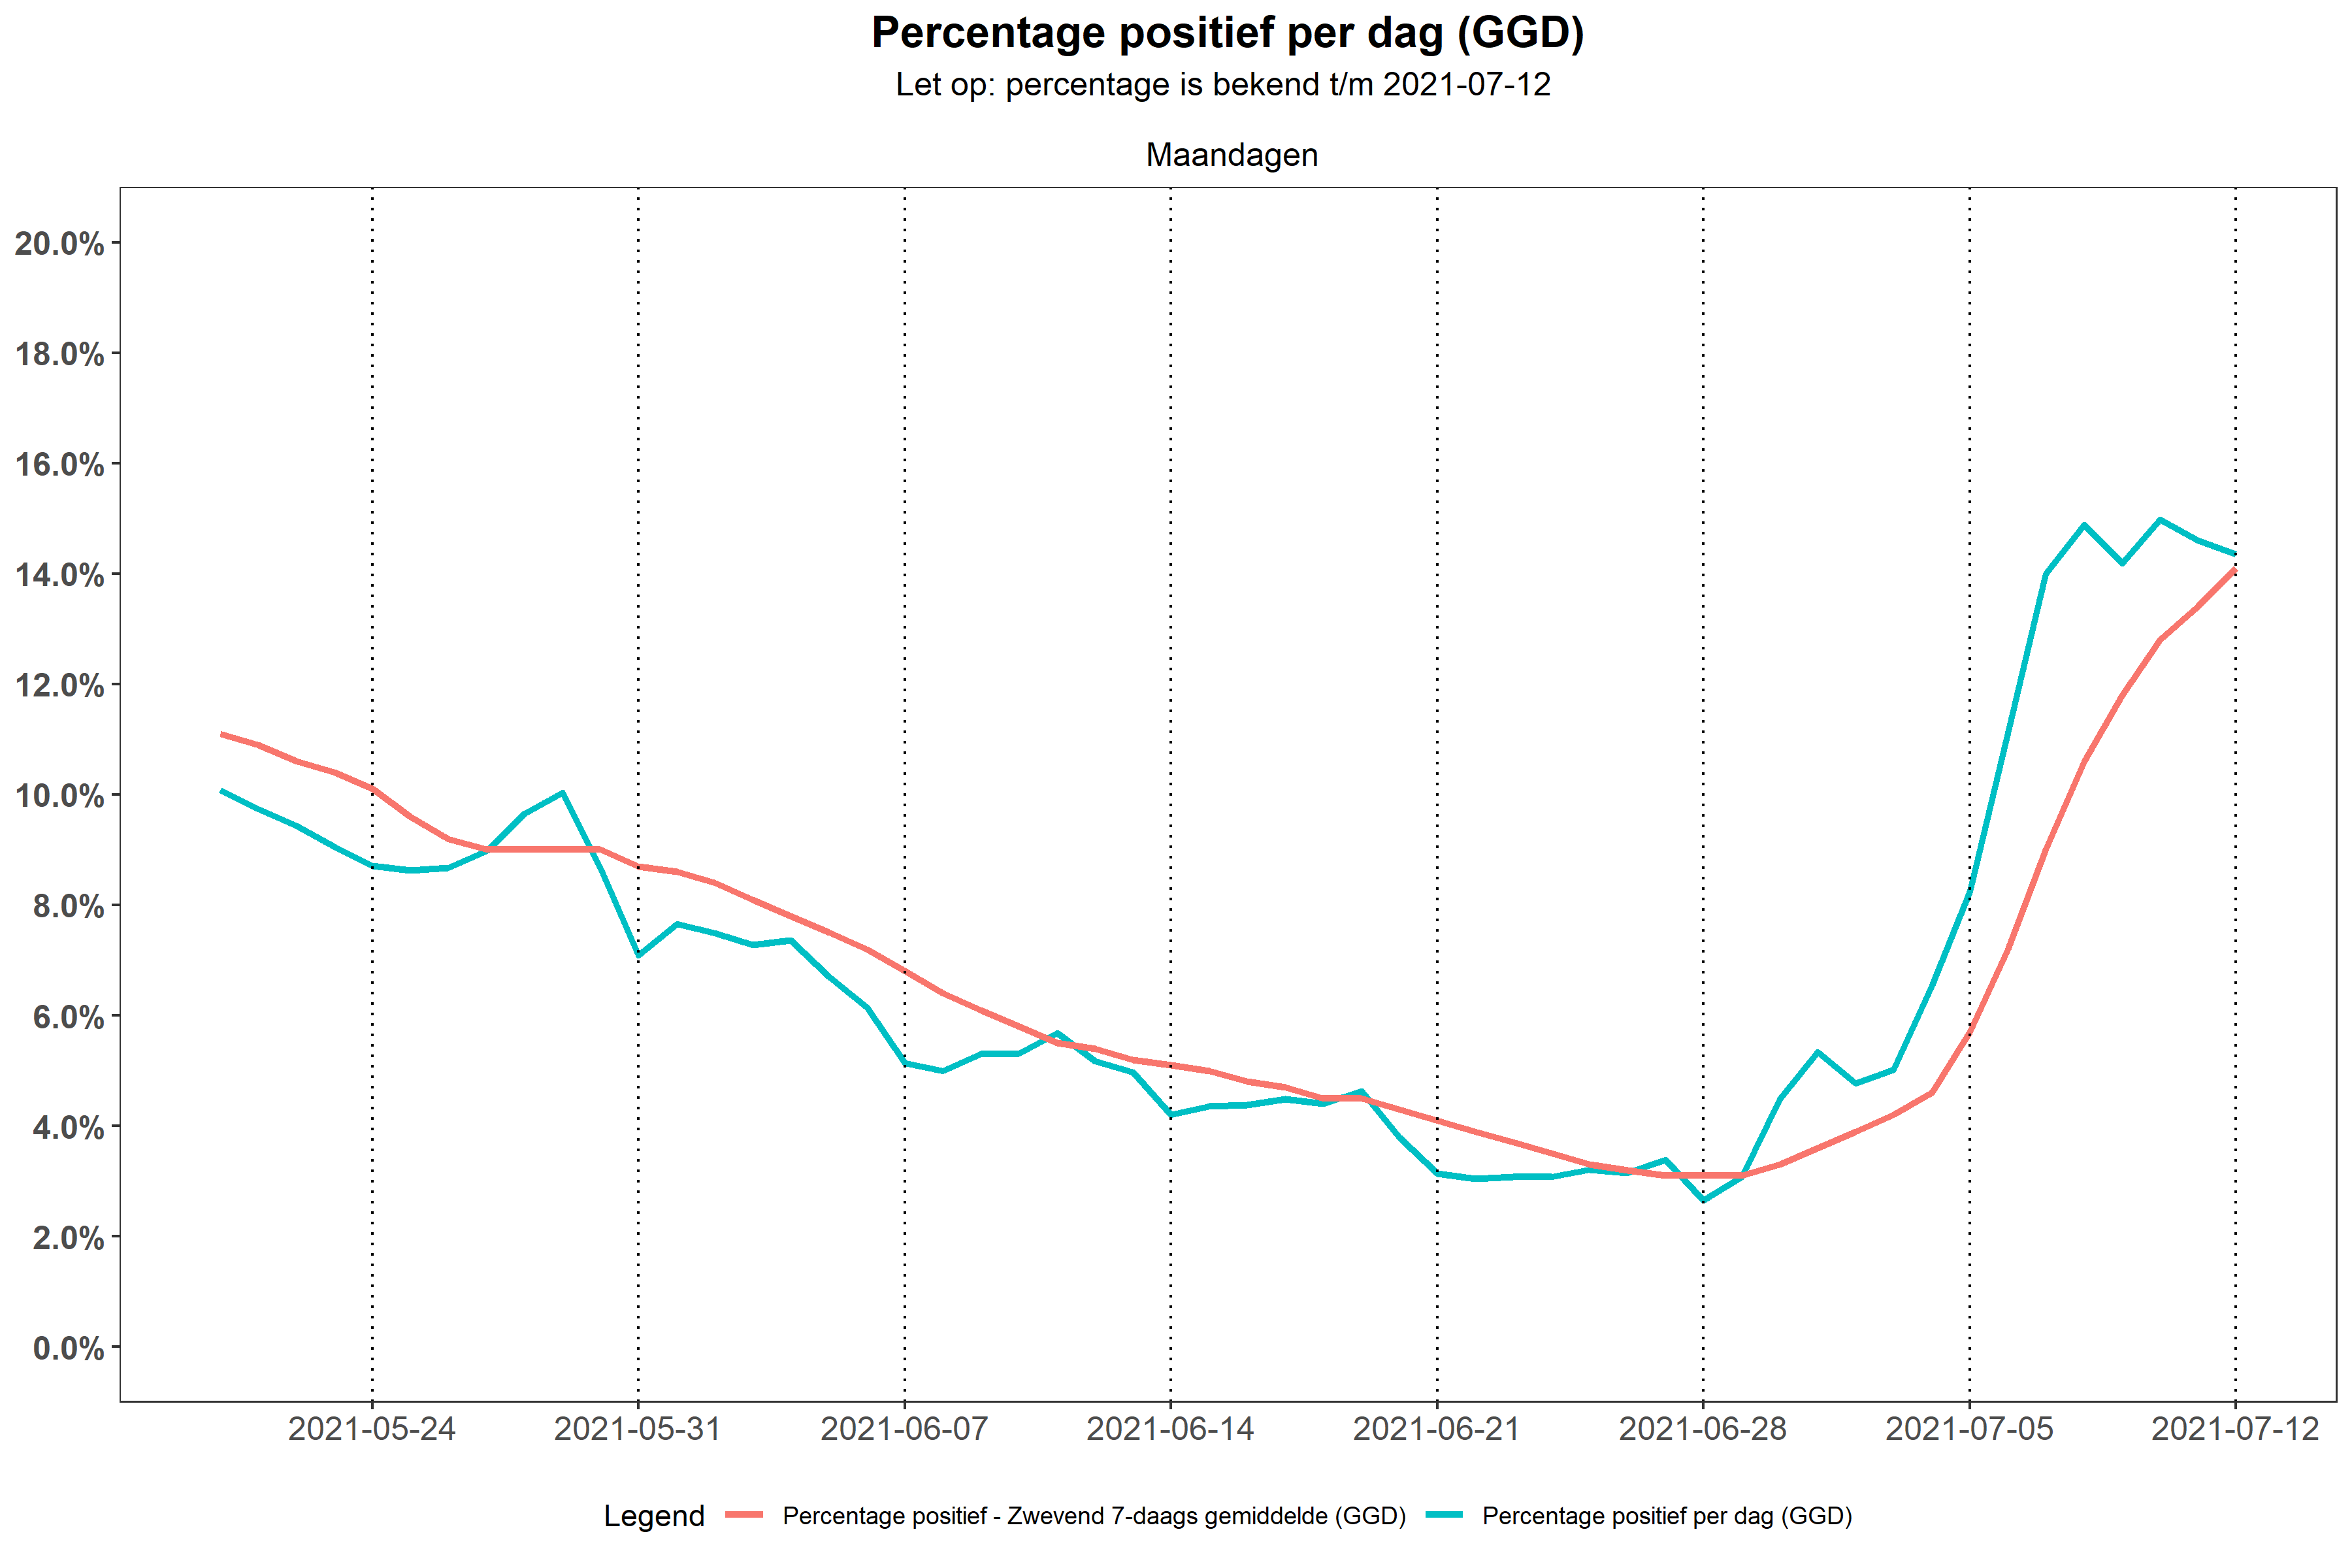 Percentage positief per dag (GGD)
Let op: percentage is bekend t/m 2021-07-12
Maandagen
20.0%
18.0%
16.0%
14.0%
12.0%
10.0%
8.0%
6.0%
4.0%
2.0%
0.0%
2021-05-24 2021-05-31 2021-06-07 2021-06-14 2021-06-21 2021-06-28 2021-07-05 2021-07-12
Legend Percentage positief - Zwevend 7-daags gemiddelde (GGD) Percentage positief per dag (GGD)